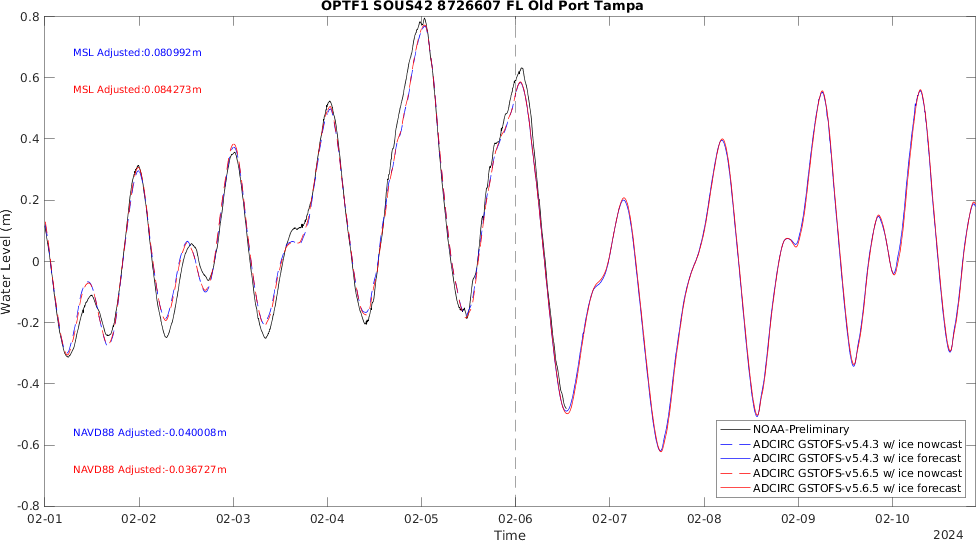 OPTF1 SOUS42 8726607 FL Old Port Tampa
MSL Adjusted:0.080992m
MSL Adjusted:0.084273m
NAVD88 Adjusted:-0.040008m
NAVD88 Adjusted:-0.036727m
Water Level (m)
0.8
0.6
0.4
0.2
0
-0.2
-0.4
-0.6
-0.8
NOAA-Preliminary
ADCIRC GSTOFS-v5.4.3 w/ ice nowcast
ADCIRC GSTOFS-v5.4.3 w/ ice forecast
ADCIRC GSTOFS-v5.6.5 w/ ice nowcast
ADCIRC GSTOFS-v5.6.5 w/ ice forecast
02-01 02-02 02-03 02-04 02-05 02-06 02-07 02-08 02-09 02-10
Time
2024